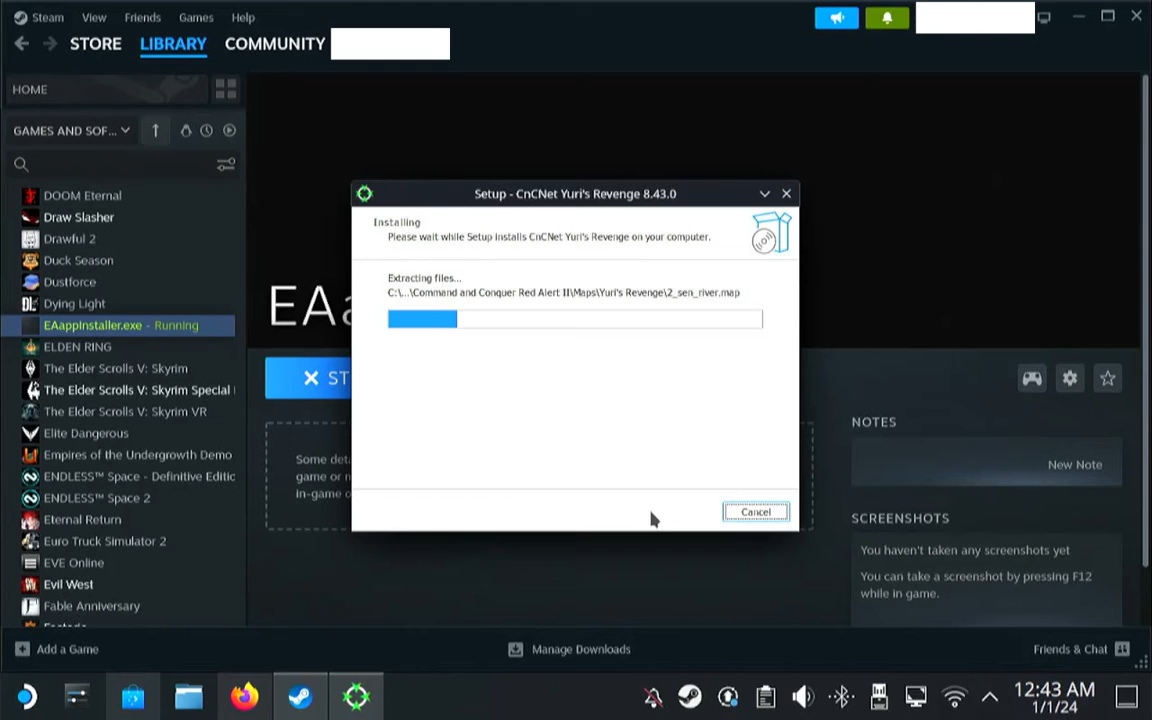 Steam View Friends Games Help
STORE LIBRARY COMMUNITY
HOME
GAMES AND SOF...
DOOM Eternal
Draw Slasher
Drawful 2
Duck Season
Dustforce
Dying Light
EAappInstaller.exe - Running
ELDEN RING
The Elder Scrolls V: Skyrim
The Elder Scrolls V: Skyrim Special
The Elder Scrolls V: Skyrim VR
Elite Dangerous
Empires of the Undergrowth Demo
ENDLESS™ Space - Definitive Editic
ENDLESS™ Space 2
Eternal Return
Euro Truck Simulator 2
EVE Online
Evil West
Fable Anniversary
EAa
ST
Some deta
game or n
in-game o
Setup - CnCNet Yuri's Revenge 8.43.0
Installing
Please wait while Setup installs CnCNet Yuri's Revenge on your computer.
Extracting files...
C:\...\Command and Conquer Red Alert II\Maps\Yuri's Revenge\2_sen_river.map
Cancel
NOTES
New Note
SCREENSHOTS
You haven't taken any screenshots yet
You can take a screenshot by pressing F12
while in game.
Add a Game
Manage Downloads
Friends & Chat
12:43 AM
1/1/24